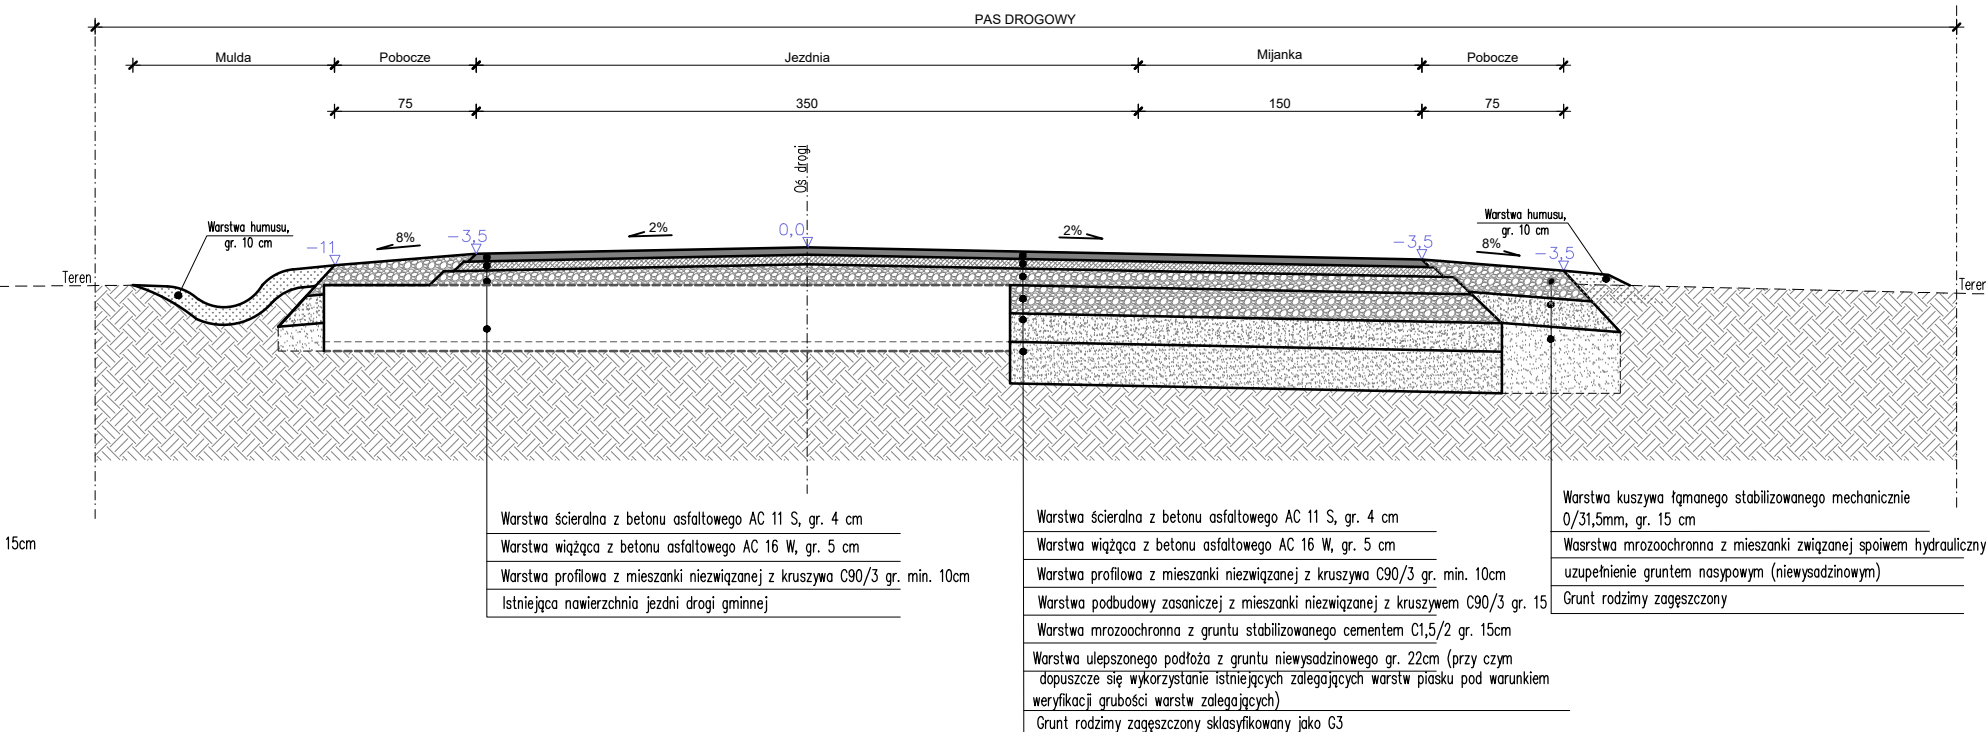 PAS DROGOWY
Mulda
Pobocze
Jezdnia
Mijanka
Pobocze
75
350
150
75
Oś drogi
Warstwa humusu,
gr. 10 cm
-11
8%
-3,5
2%
0,0
2%
-3,5
8%
-3,5
Warstwa humusu,
gr. 10 cm
Teren
Teren
15cm
Warstwa ścieralna z betonu asfaltowego AC 11 S, gr. 4 cm
Warstwa wiążąca z betonu asfaltowego AC 16 W, gr. 5 cm
Warstwa profilowa z mieszanki niezwiązanej z kruszywa C90/3 gr. min. 10cm
Istniejąca nawierzchnia jezdni drogi gminnej
Warstwa ścieralna z betonu asfaltowego AC 11 S, gr. 4 cm
Warstwa wiążąca z betonu asfaltowego AC 16 W, gr. 5 cm
Warstwa profilowa z mieszanki niezwiązanej z kruszywa C90/3 gr. min. 10cm
Warstwa podbudowy zasaniczej z mieszanki niezwiązanej z kruszywem C90/3 gr. 15
Warstwa mrozoochronna z gruntu stabilizowanego cementem C1,5/2 gr. 15cm
Warstwa ulepszonego podłoża z gruntu niewysadzinowego gr. 22cm (przy czym
dopuszcze się wykorzystanie istniejących zalegających warstw piasku pod warunkiem
weryfikacji grubości warstw zalegających)
Grunt rodzimy zagęszczony sklasyfikowany jako G3
Warstwa kuszywa łamanego stabilizowanego mechanicznie
0/31,5mm, gr. 15 cm
Wasrstwa mrozoochronna z mieszanki związanej spoiwem hydrauliczny
uzupełnienie gruntem nasypowym (niewysadzinowym)
Grunt rodzimy zagęszczony